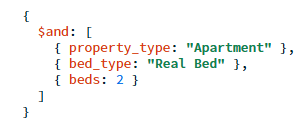 {
  $and: [
    { property_type: "Apartment" },
    { bed_type: "Real Bed" },
    { beds: 2 }
  ]
}